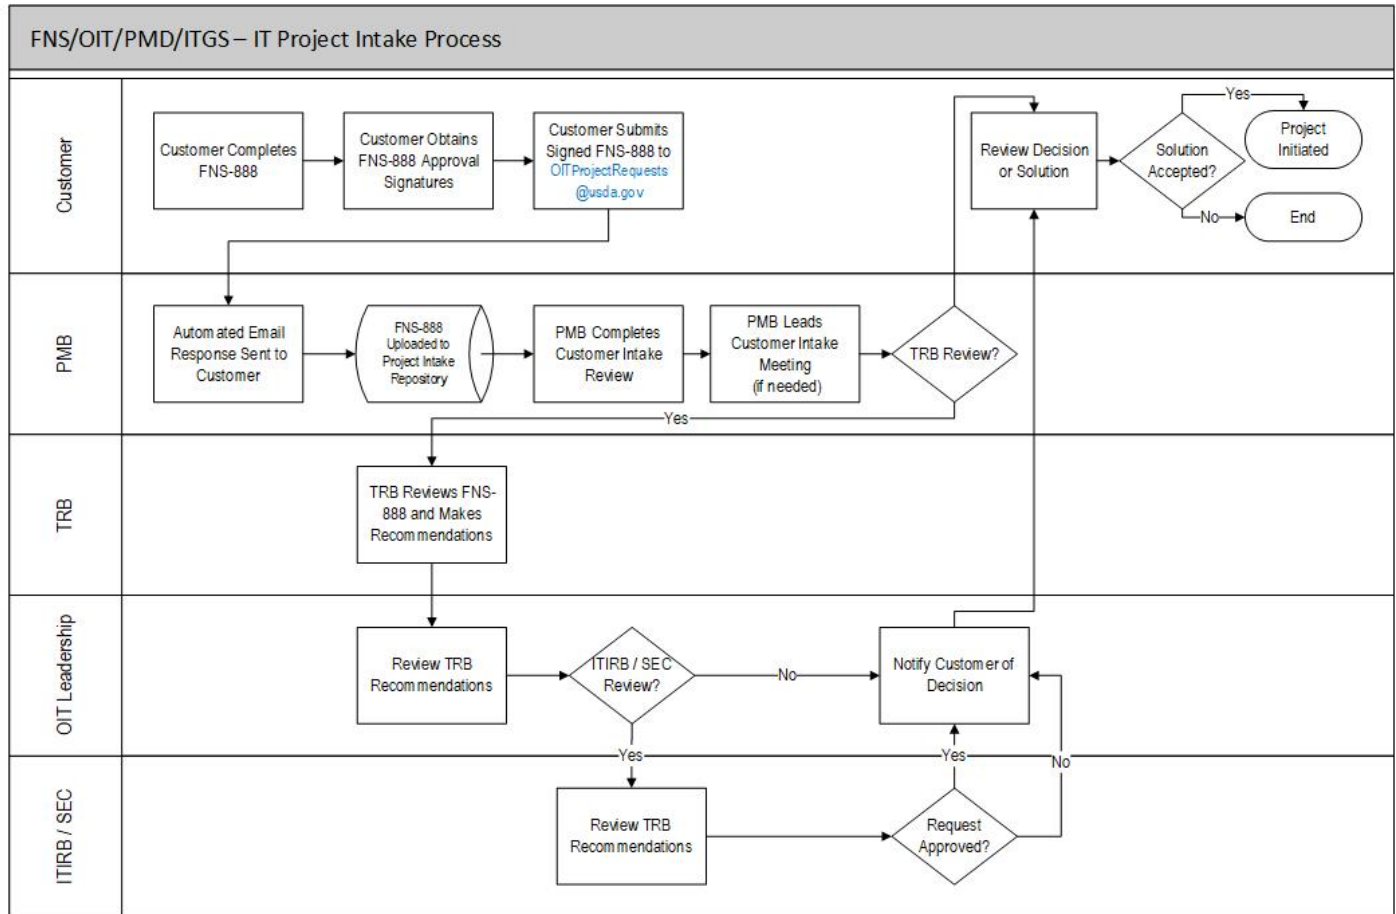 FNS/OIT/PMD/ITGS – IT Project Intake Process
Customer
Customer Completes
FNS-888
Customer Obtains
FNS-888 Approval
Signatures
Customer Submits
Signed FNS-888 to
OITProjectRequests
@usda.gov
Review Decision
or Solution
Solution
Accepted?
Yes
Project
Initiated
No
End
PMB
Automated Email
Response Sent to
Customer
FNS-888
Uploaded to
Project Intake
Repository
PMB Completes
Customer Intake
Review
PMB Leads
Customer Intake
Meeting
(if needed)
TRB Review?
Yes
TRB
TRB Reviews FNS-
888 and Makes
Recommendations
OIT Leadership
Review TRB
Recommendations
ITIRB / SEC
Review?
No
Notify Customer of
Decision
Yes
Yes
No
ITIRB / SEC
Review TRB
Recommendations
Request
Approved?